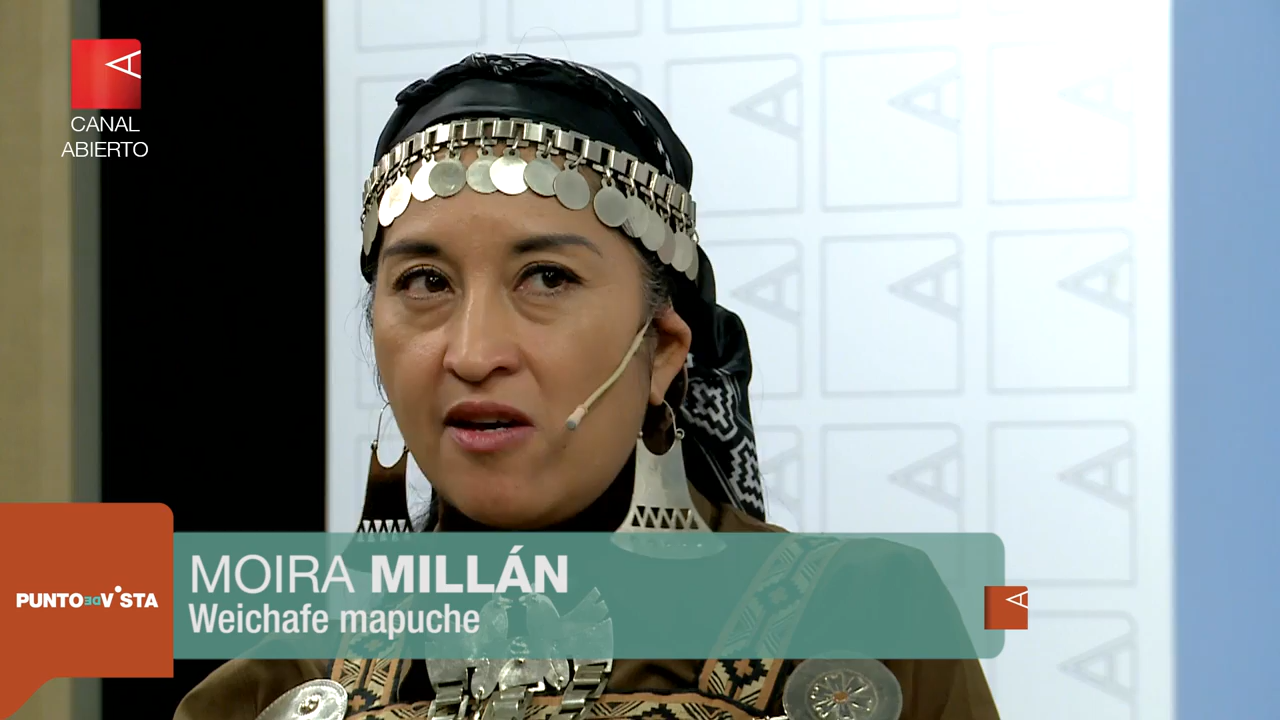 CANAL
ABIERTO
MOIRA MILLÁN
Weichafe mapuche
PUNTO DE VISTA